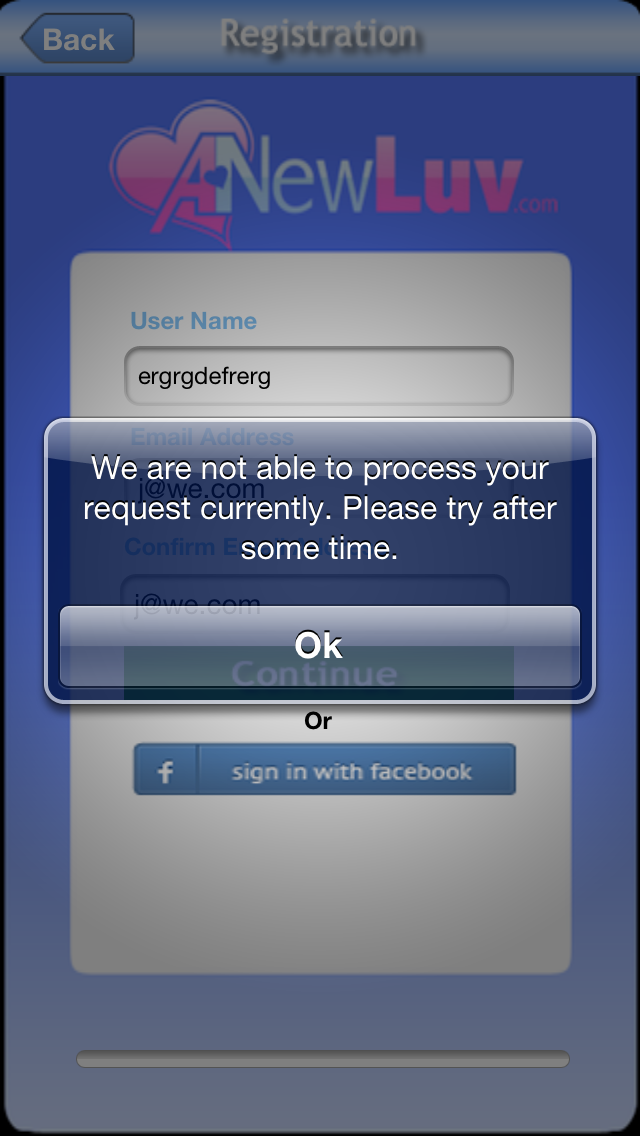 Back
Registration
ANewLuv.com
User Name
ergrgdefrerg
Email Address
j@we.com
We are not able to process your
request currently. Please try after
some time.
Confirm
j@we.com
Ok
Continue
Or
f
sign in with facebook